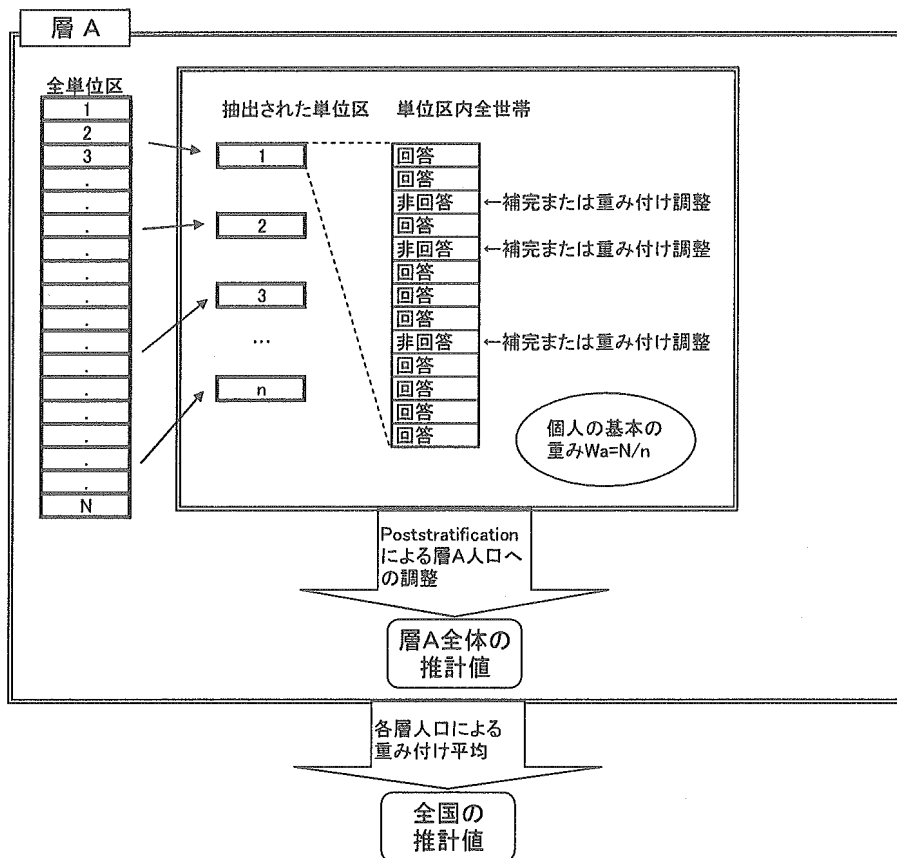 層 A
全単位区
1
2
3
.
.
.
.
.
.
.
.
.
.
.
.
.
.
N
抽出された単位区
1
2
3
...
n
単位区内全世帯
回答
回答
非回答 ←補完または重み付け調整
回答
非回答 ←補完または重み付け調整
回答
回答
回答
非回答 ←補完または重み付け調整
回答
回答
回答
回答
個人の基本の
重みWa=N/n
Poststratification
による層A人口へ
の調整
層A全体の
推計値
各層人口による
重み付け平均
全国の
推計値